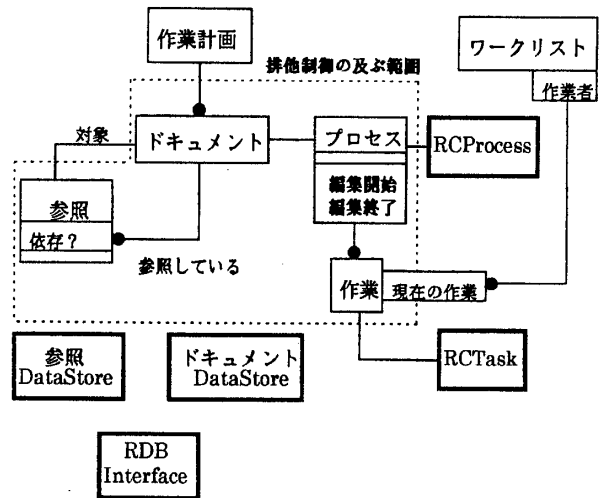 作業計画
ワークリスト
作業者
排他制御の及ぶ範囲
対象
ドキュメント
プロセス
編集開始
編集終了
RCProcess
参照
依存？
参照している
作業
現在の作業
参照
DataStore
ドキュメント
DataStore
RCTask
RDB
Interface